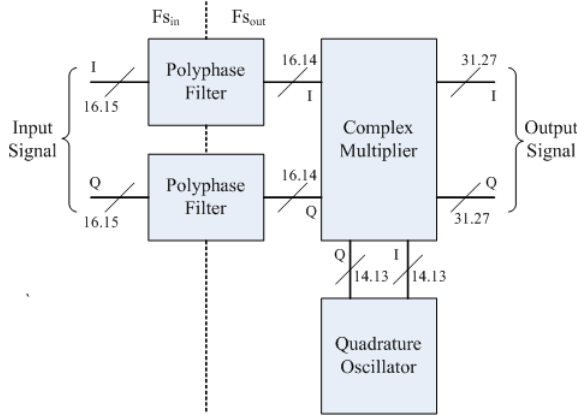 Fs_in Fs_out
I
16.15
Polyphase
Filter
16.14
I
31.27
I
Input
Signal
Complex
Multiplier
Output
Signal
Q
16.15
Polyphase
Filter
16.14
Q
Q
31.27
Q
14.13
I
14.13
Quadrature
Oscillator